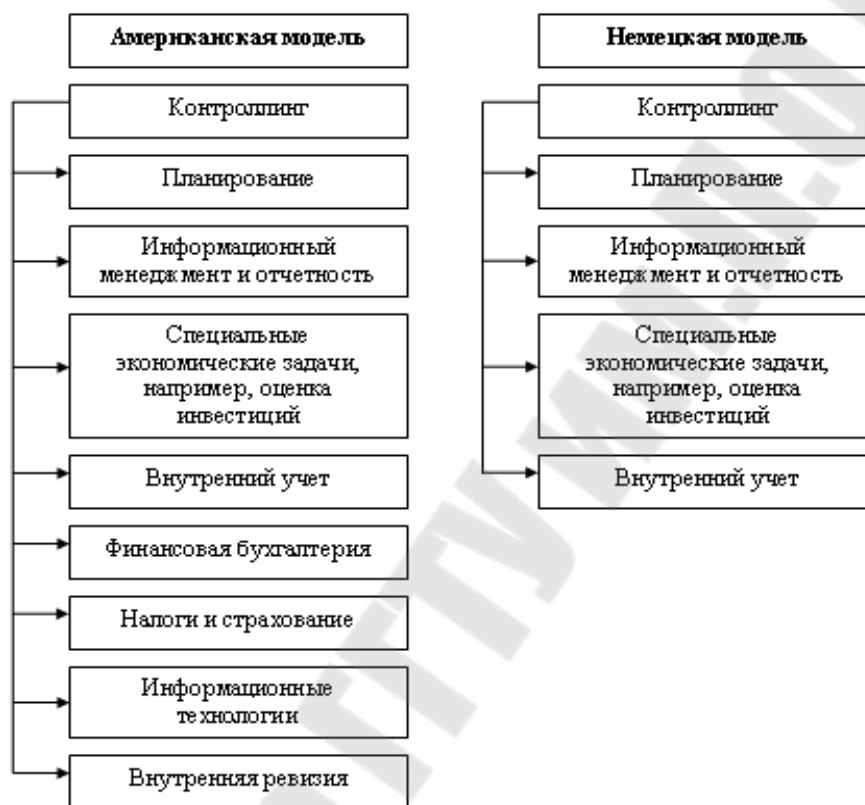 Американская модель
Контроллинг
Планирование
Информационный
менеджмент и отчетность
Специальные
экономические задачи,
например, оценка
инвестиций
Внутренний учет
Финансовая бухгалтерия
Налоги и страхование
Информационные
технологии
Внутренняя ревизия
Немецкая модель
Контроллинг
Планирование
Информационный
менеджмент и отчетность
Специальные
экономические задачи,
например, оценка
инвестиций
Внутренний учет
ГГТУ им. П.О